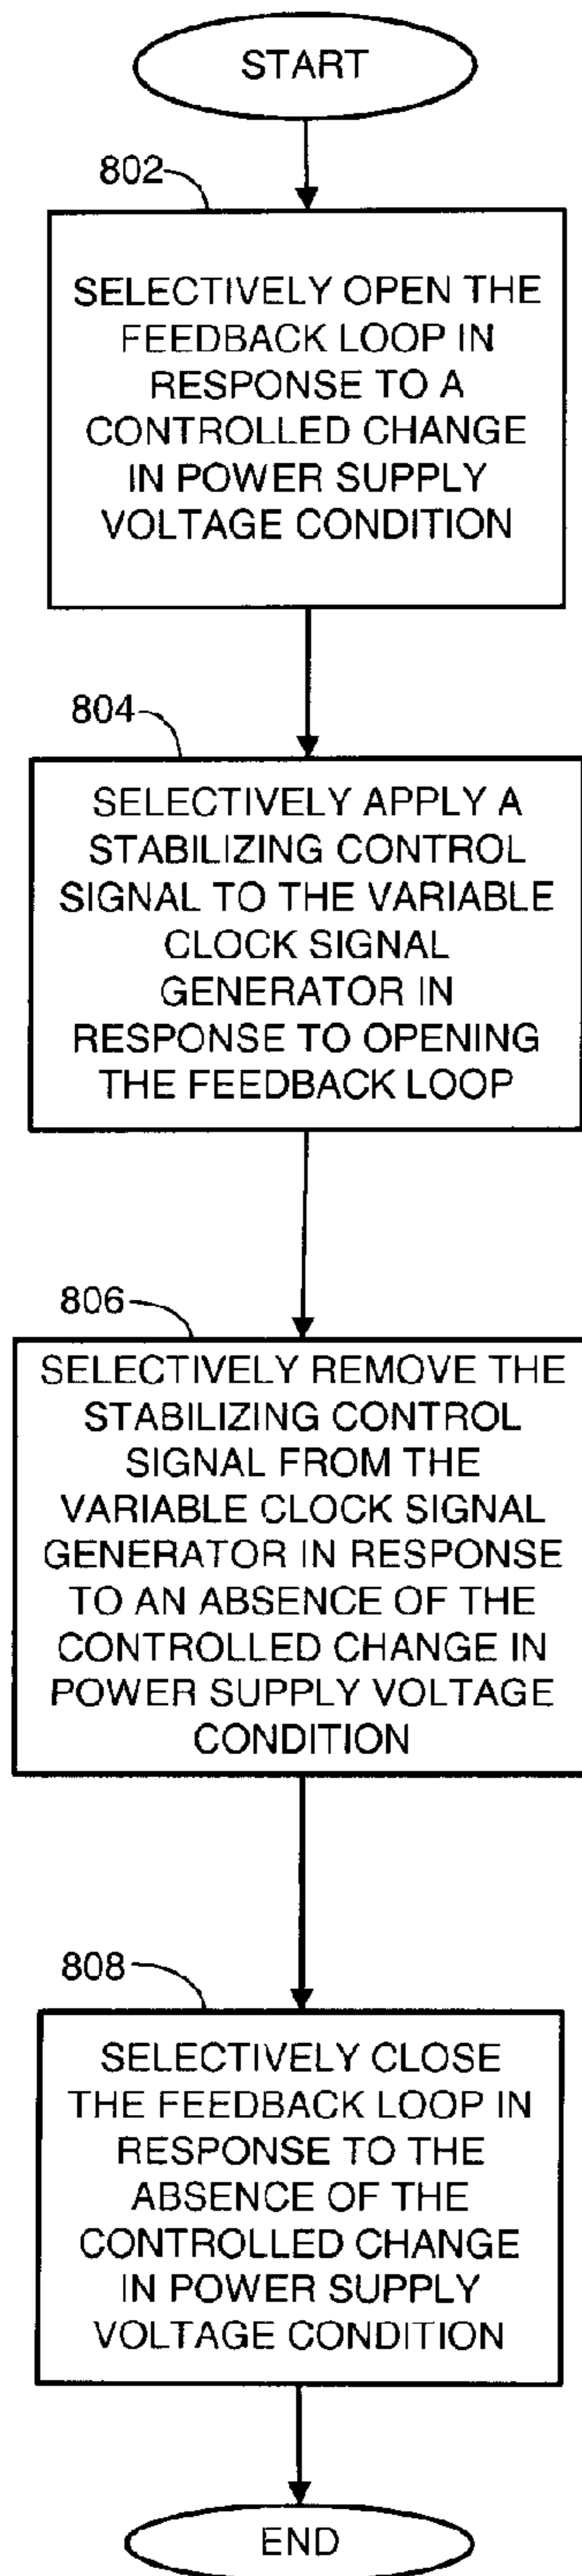 START
802
SELECTIVELY OPEN THE
FEEDBACK LOOP IN
RESPONSE TO A
CONTROLLED CHANGE
IN POWER SUPPLY
VOLTAGE CONDITION
804
SELECTIVELY APPLY A
STABILIZING CONTROL
SIGNAL TO THE VARIABLE
CLOCK SIGNAL
GENERATOR IN
RESPONSE TO OPENING
THE FEEDBACK LOOP
806
SELECTIVELY REMOVE THE
STABILIZING CONTROL
SIGNAL FROM THE
VARIABLE CLOCK SIGNAL
GENERATOR IN RESPONSE
TO AN ABSENCE OF THE
CONTROLLED CHANGE IN
POWER SUPPLY VOLTAGE
CONDITION
808
SELECTIVELY CLOSE
THE FEEDBACK LOOP IN
RESPONSE TO THE
ABSENCE OF THE
CONTROLLED CHANGE
IN POWER SUPPLY
VOLTAGE CONDITION
END